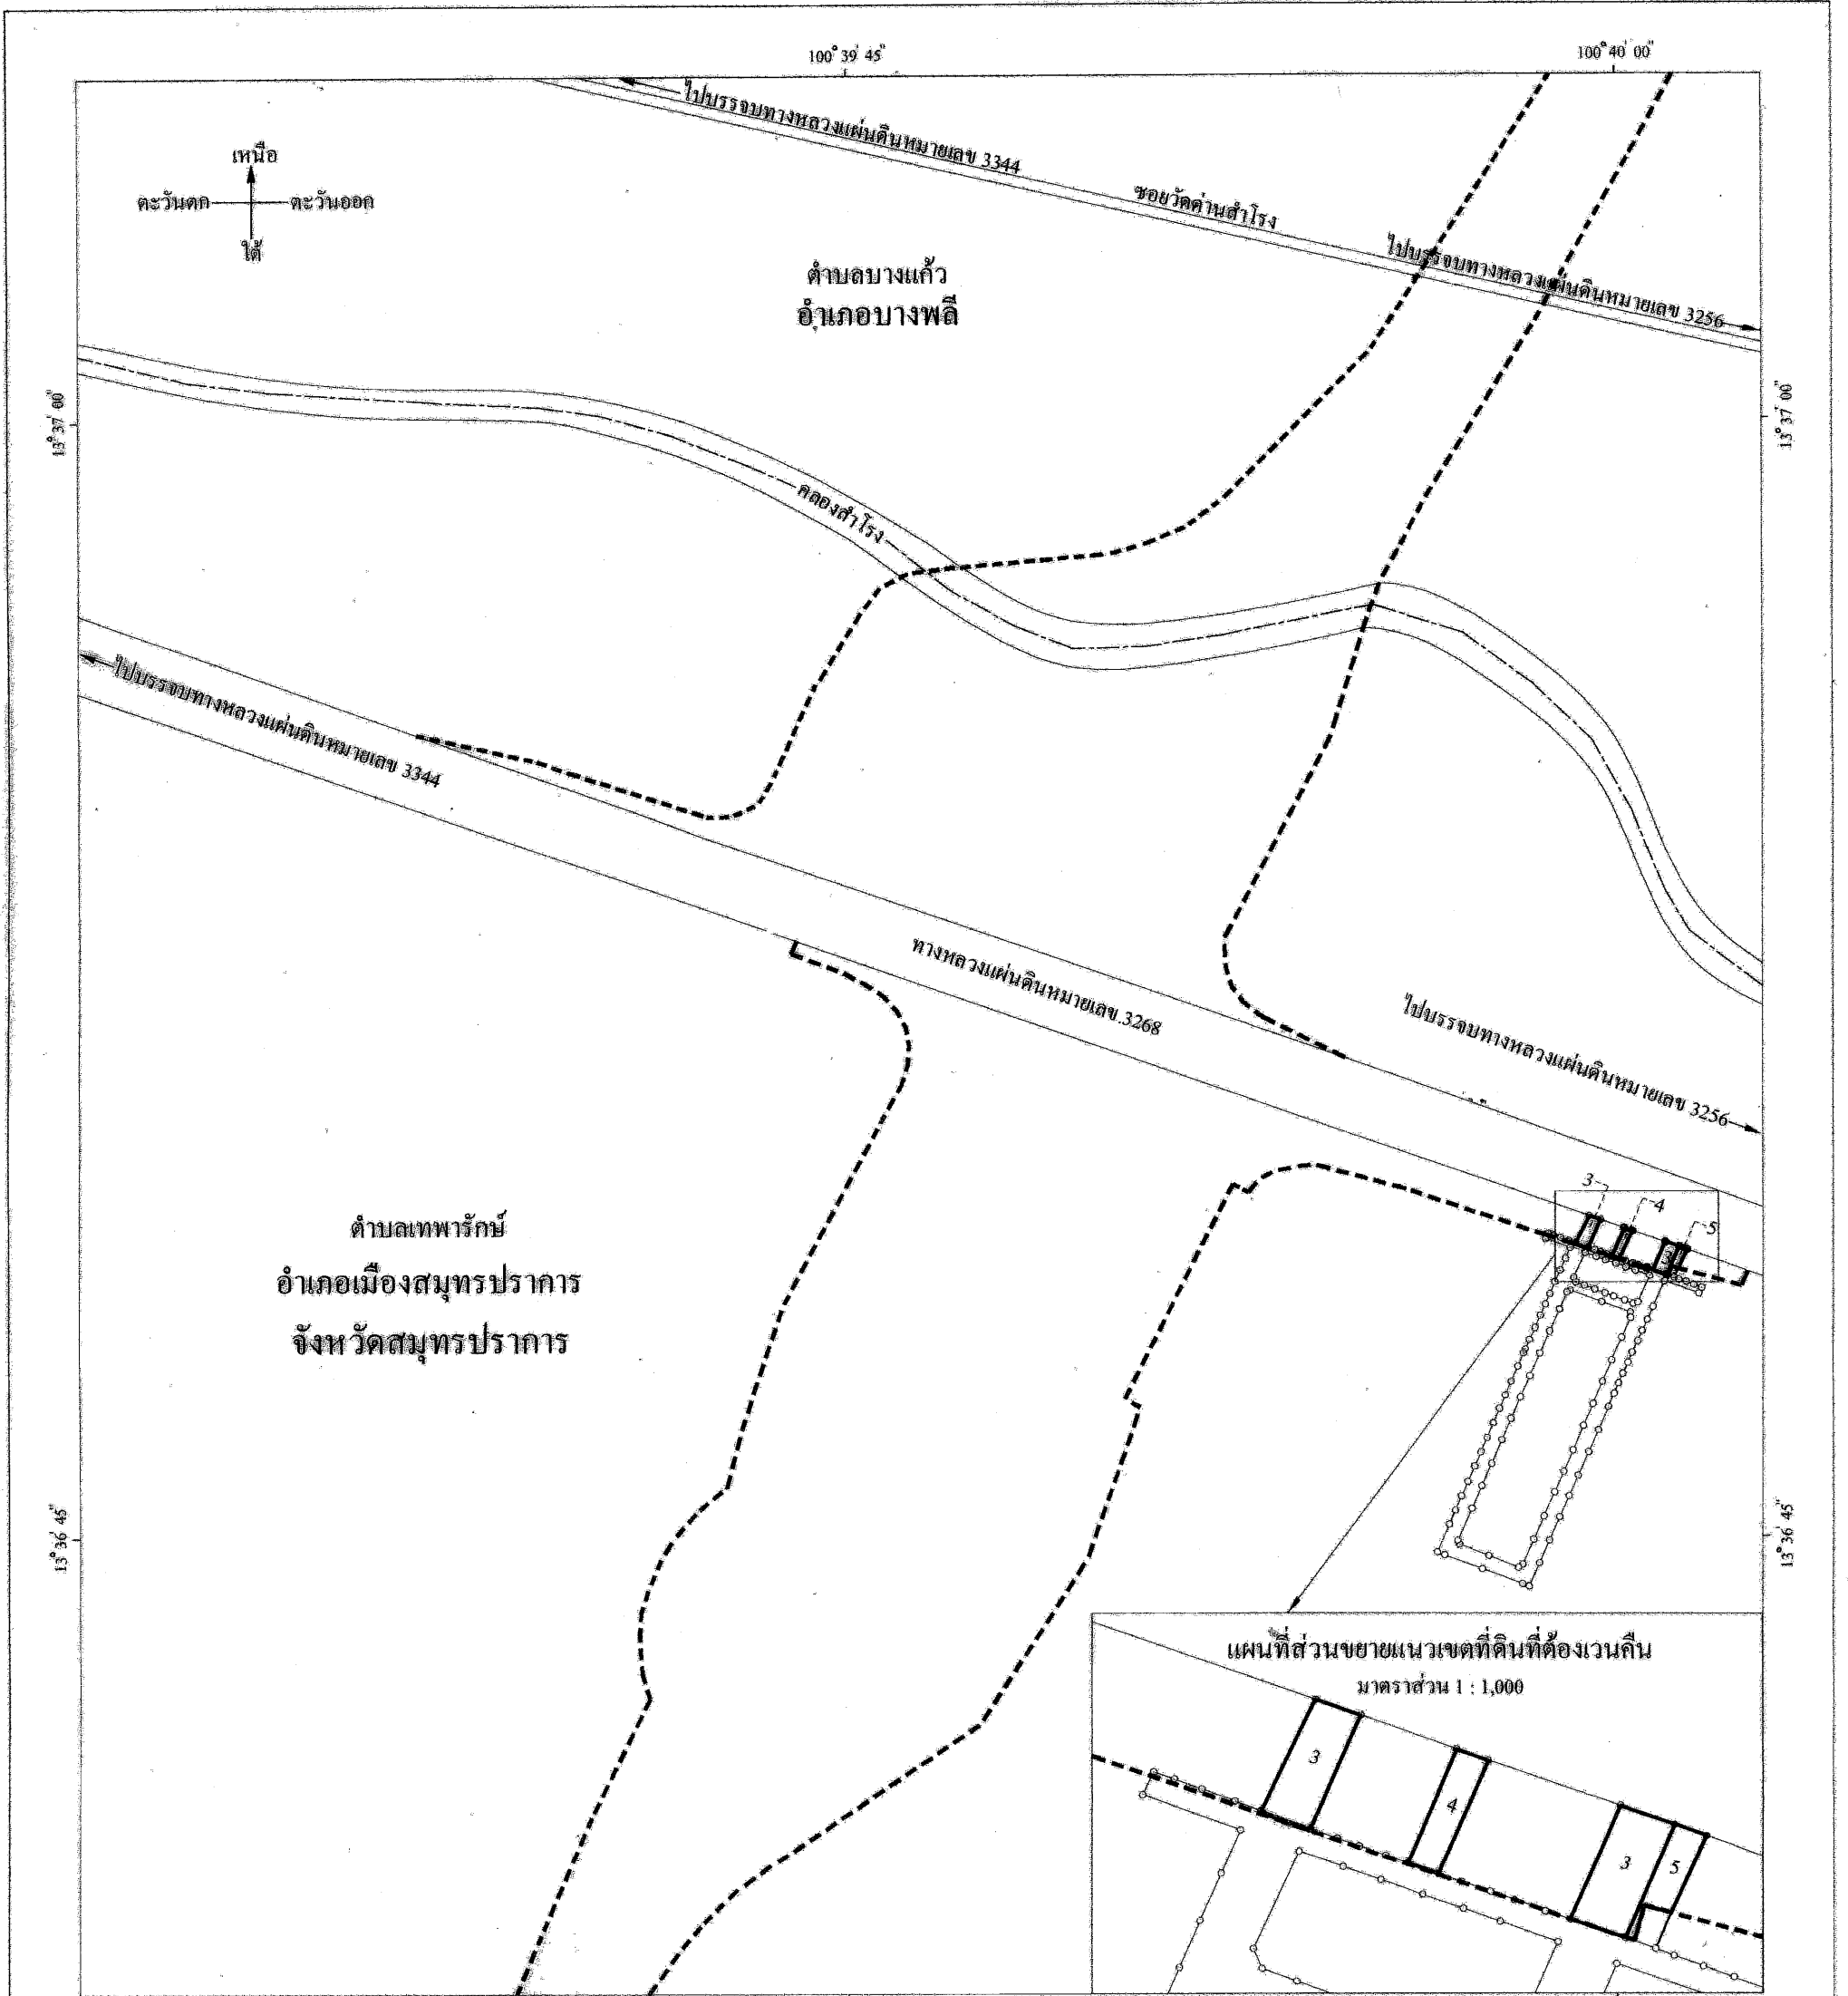 100° 39' 45"
100° 40' 00"
ไปบรรจบทางหลวงแผ่นดินหมายเลข 3344
ซอยวัดด่านสำโรง
ไปบรรจบทางหลวงแผ่นดินหมายเลข 3256
เหนือ
ตะวันตก
ตะวันออก
ใต้
ตำบลบางแก้ว
อำเภอบางพลี
13° 37' 00"
13° 37' 00"
คลองสำโรง
ไปบรรจบทางหลวงแผ่นดินหมายเลข 3344
ทางหลวงแผ่นดินหมายเลข 3268
ไปบรรจบทางหลวงแผ่นดินหมายเลข 3256
3
4
5
3
ตำบลเทพารักษ์
อำเภอเมืองสมุทรปราการ
จังหวัดสมุทรปราการ
13° 36' 45"
13° 36' 45"
แผนที่ส่วนขยายแนวเขตที่ดินที่ต้องเวนคืน
มาตราส่วน 1 : 1,000
3
4
3
5